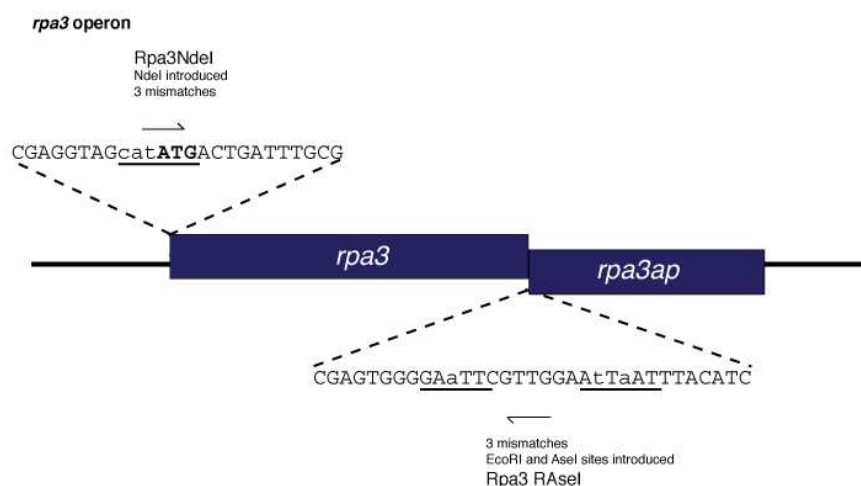 rpa3 operon
Rpa3NdeI
NdeI introduced
3 mismatches
CGAGGTAGcatATGACTGATTTGCG
rpa3
rpa3ap
CGAGTGGGGAaTTCGTTGGAAtTaATTTACATC
3 mismatches
EcoRI and AseI sites introduced
Rpa3 RAseI